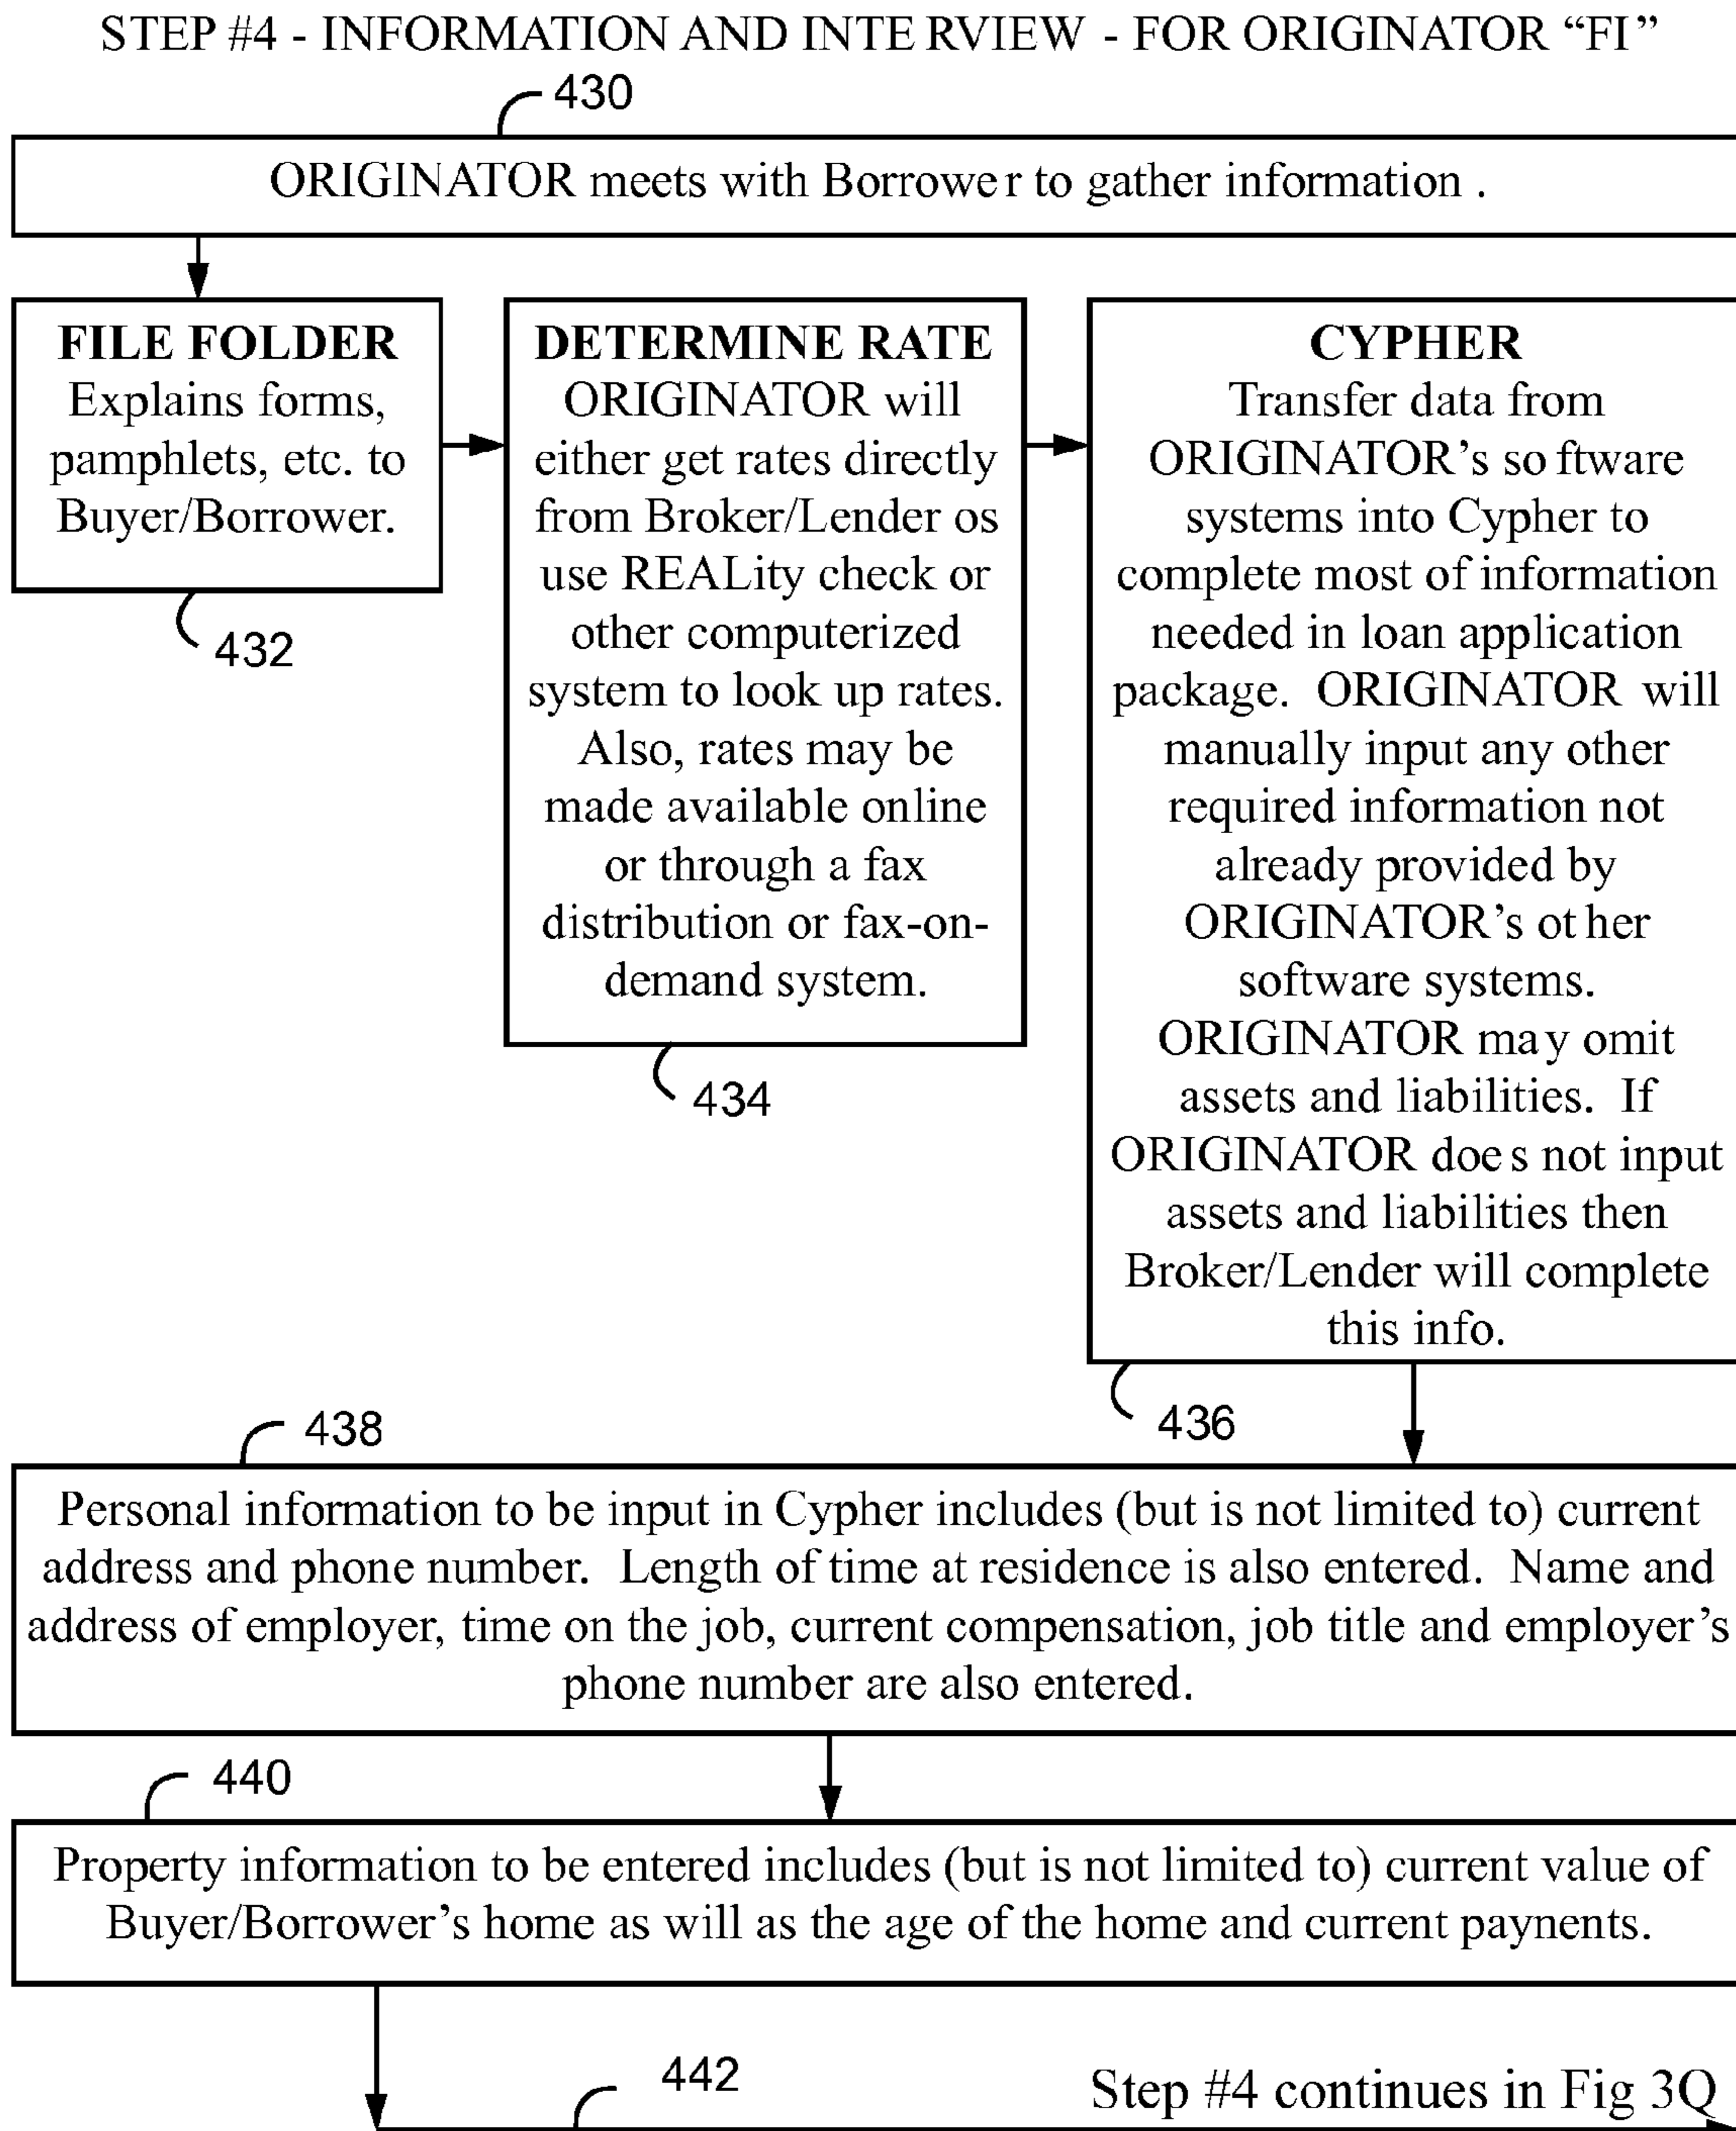 STEP #4 - INFORMATION AND INTE RVIEW - FOR ORIGINATOR “FI”
430
ORIGINATOR meets with Borrower to gather information .
FILE FOLDER
Explains forms,
pamphlets, etc. to
Buyer/Borrower.
432
DETERMINE RATE
ORIGINATOR will
either get rates directly
from Broker/Lender os
use REALity check or
other computerized
system to look up rates.
Also, rates may be
made available online
or through a fax
distribution or fax-on-
demand system.
434
CYPHER
Transfer data from
ORIGINATOR’s so ftware
systems into Cypher to
complete most of information
needed in loan application
package. ORIGINATOR will
manually input any other
required information not
already provided by
ORIGINATOR’s ot her
software systems.
ORIGINATOR may omit
assets and liabilities. If
ORIGINATOR doe s not input
assets and liabilities then
Broker/Lender will complete
this info.
436
438
Personal information to be input in Cypher includes (but is not limited to) current
address and phone number. Length of time at residence is also entered. Name and
address of employer, time on the job, current compensation, job title and employer’s
phone number are also entered.
440
Property information to be entered includes (but is not limited to) current value of
Buyer/Borrower’s home as will as the age of the home and current paynents.
442
Step #4 continues in Fig 3Q